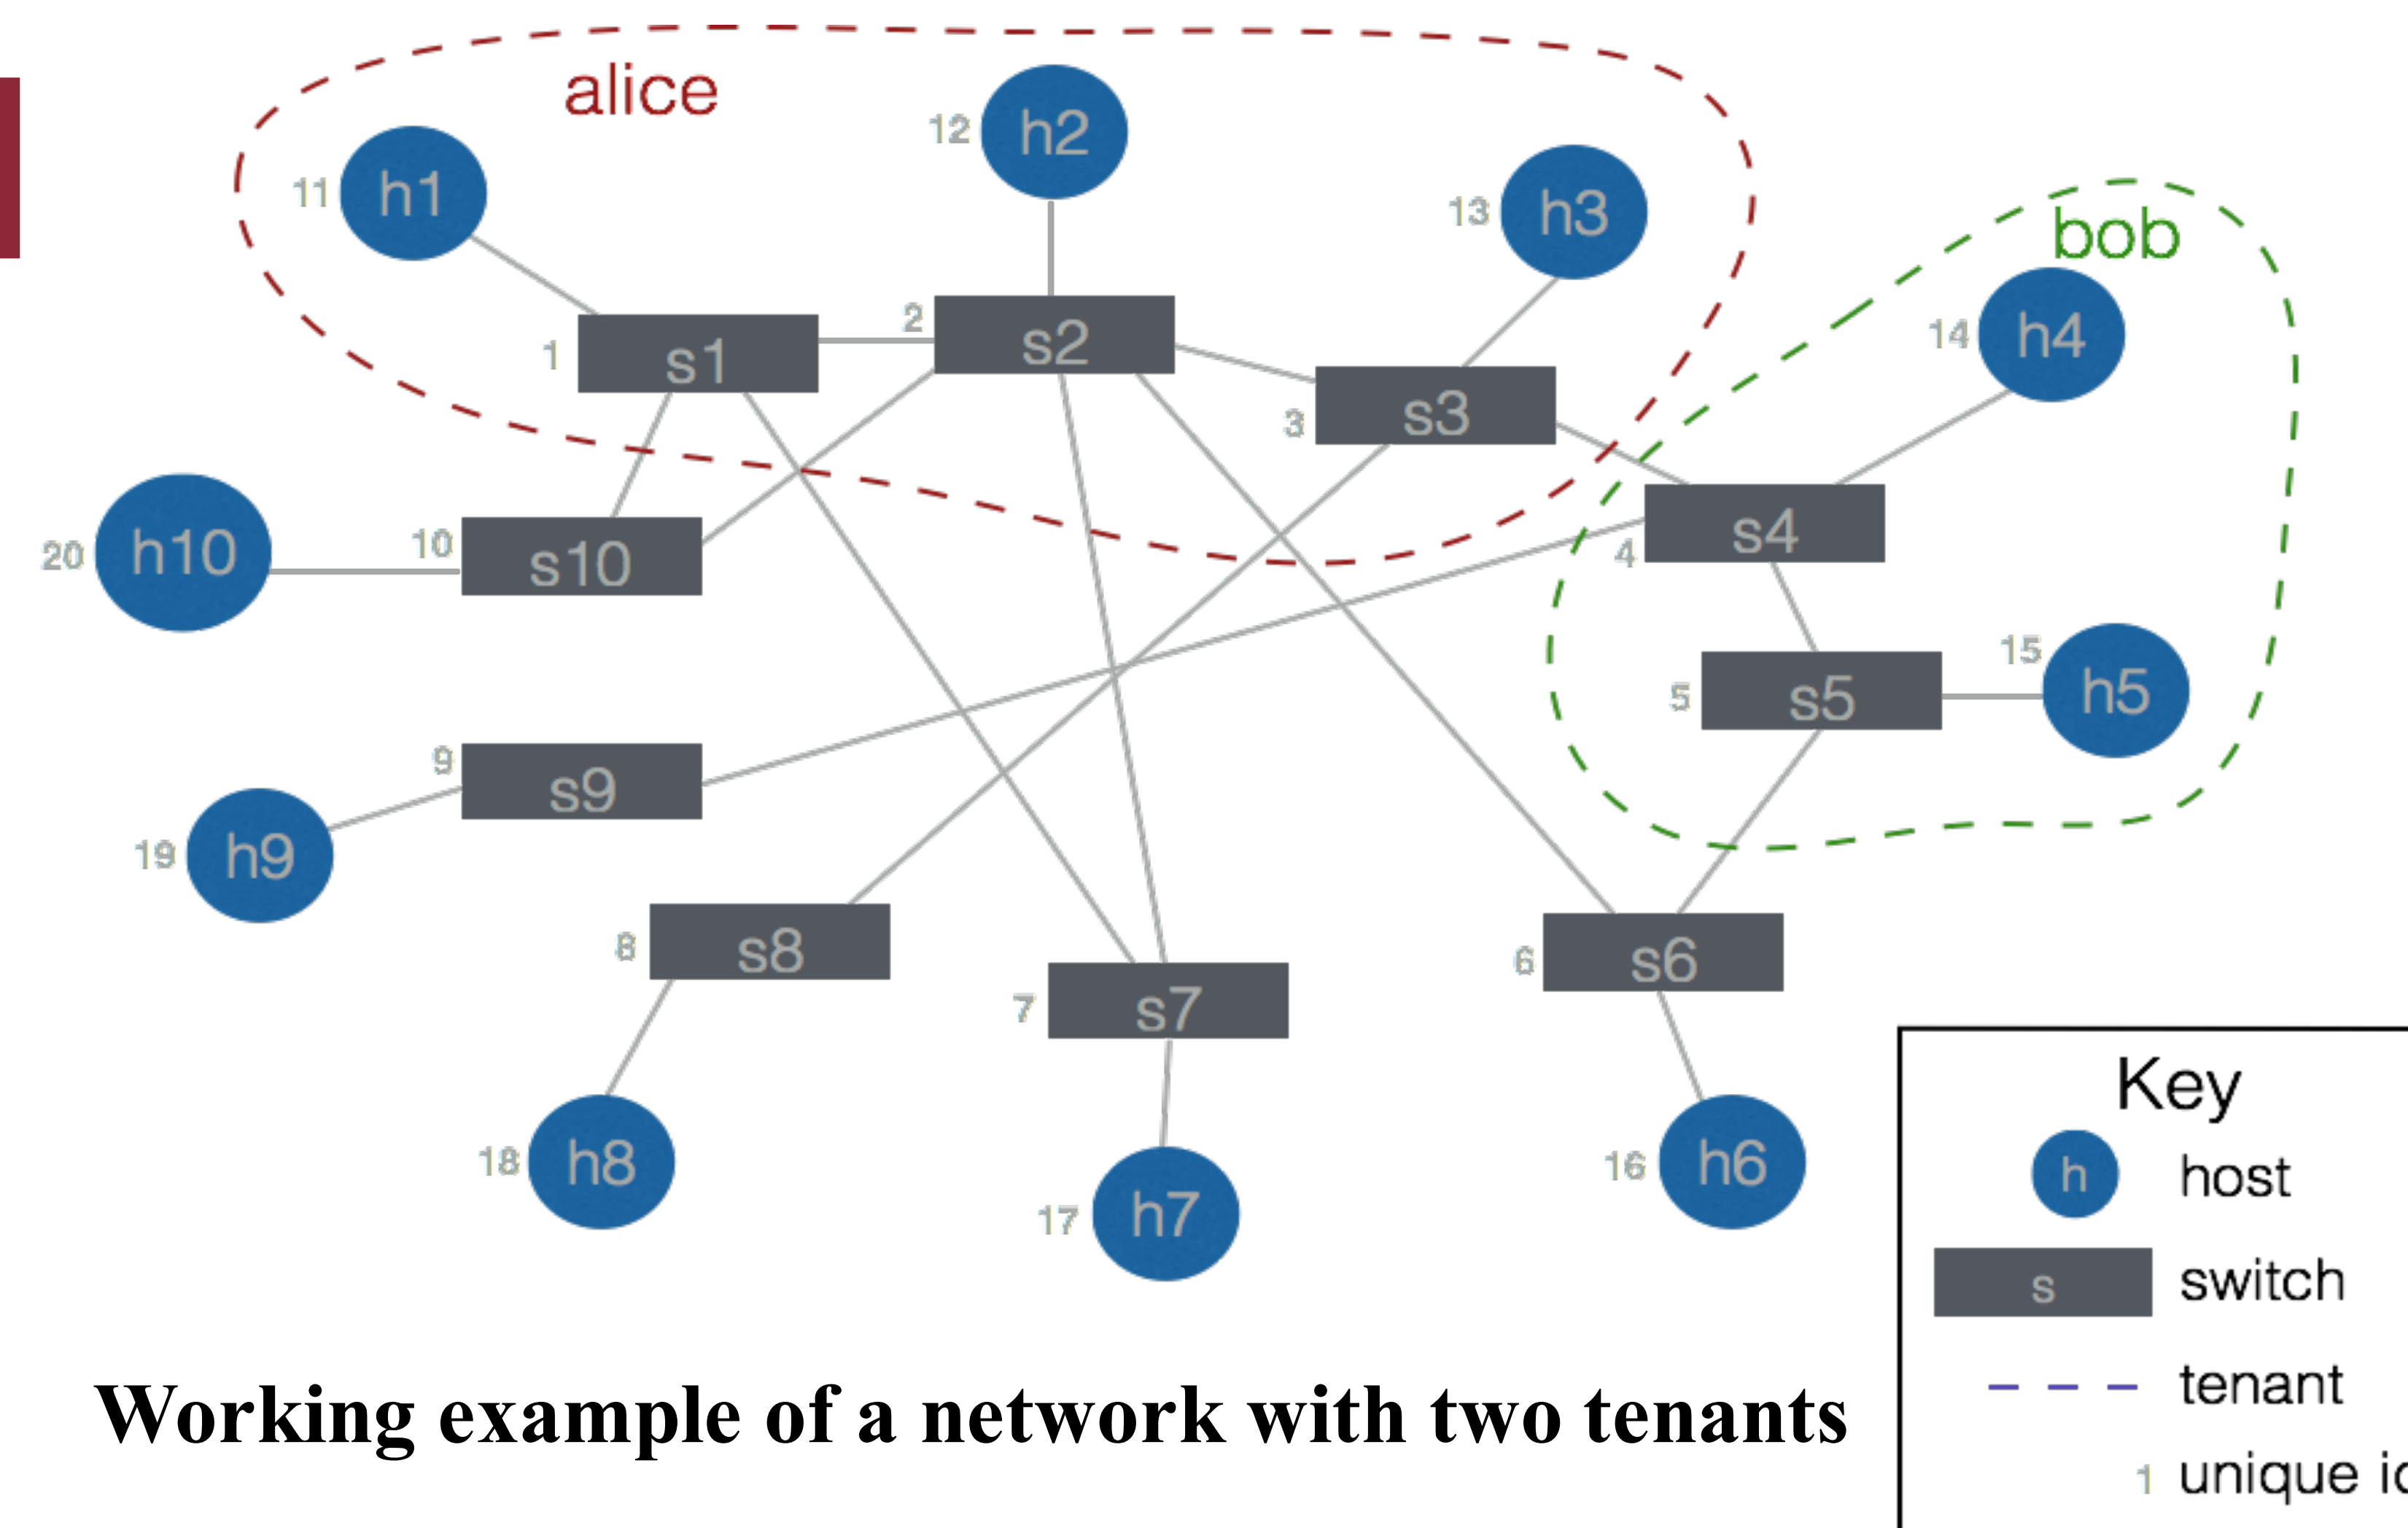 alice
12 h2
11 h1
13 h3
bob
14 h4
1 s1
2 s2
3 s3
4 s4
20 h10
10 s10
5 s5
15 h5
9 s9
19 h9
8 s8
7 s7
6 s6
18 h8
17 h7
16 h6
Key
h host
s switch
tenant
1 unique
Working example of a network with two tenants